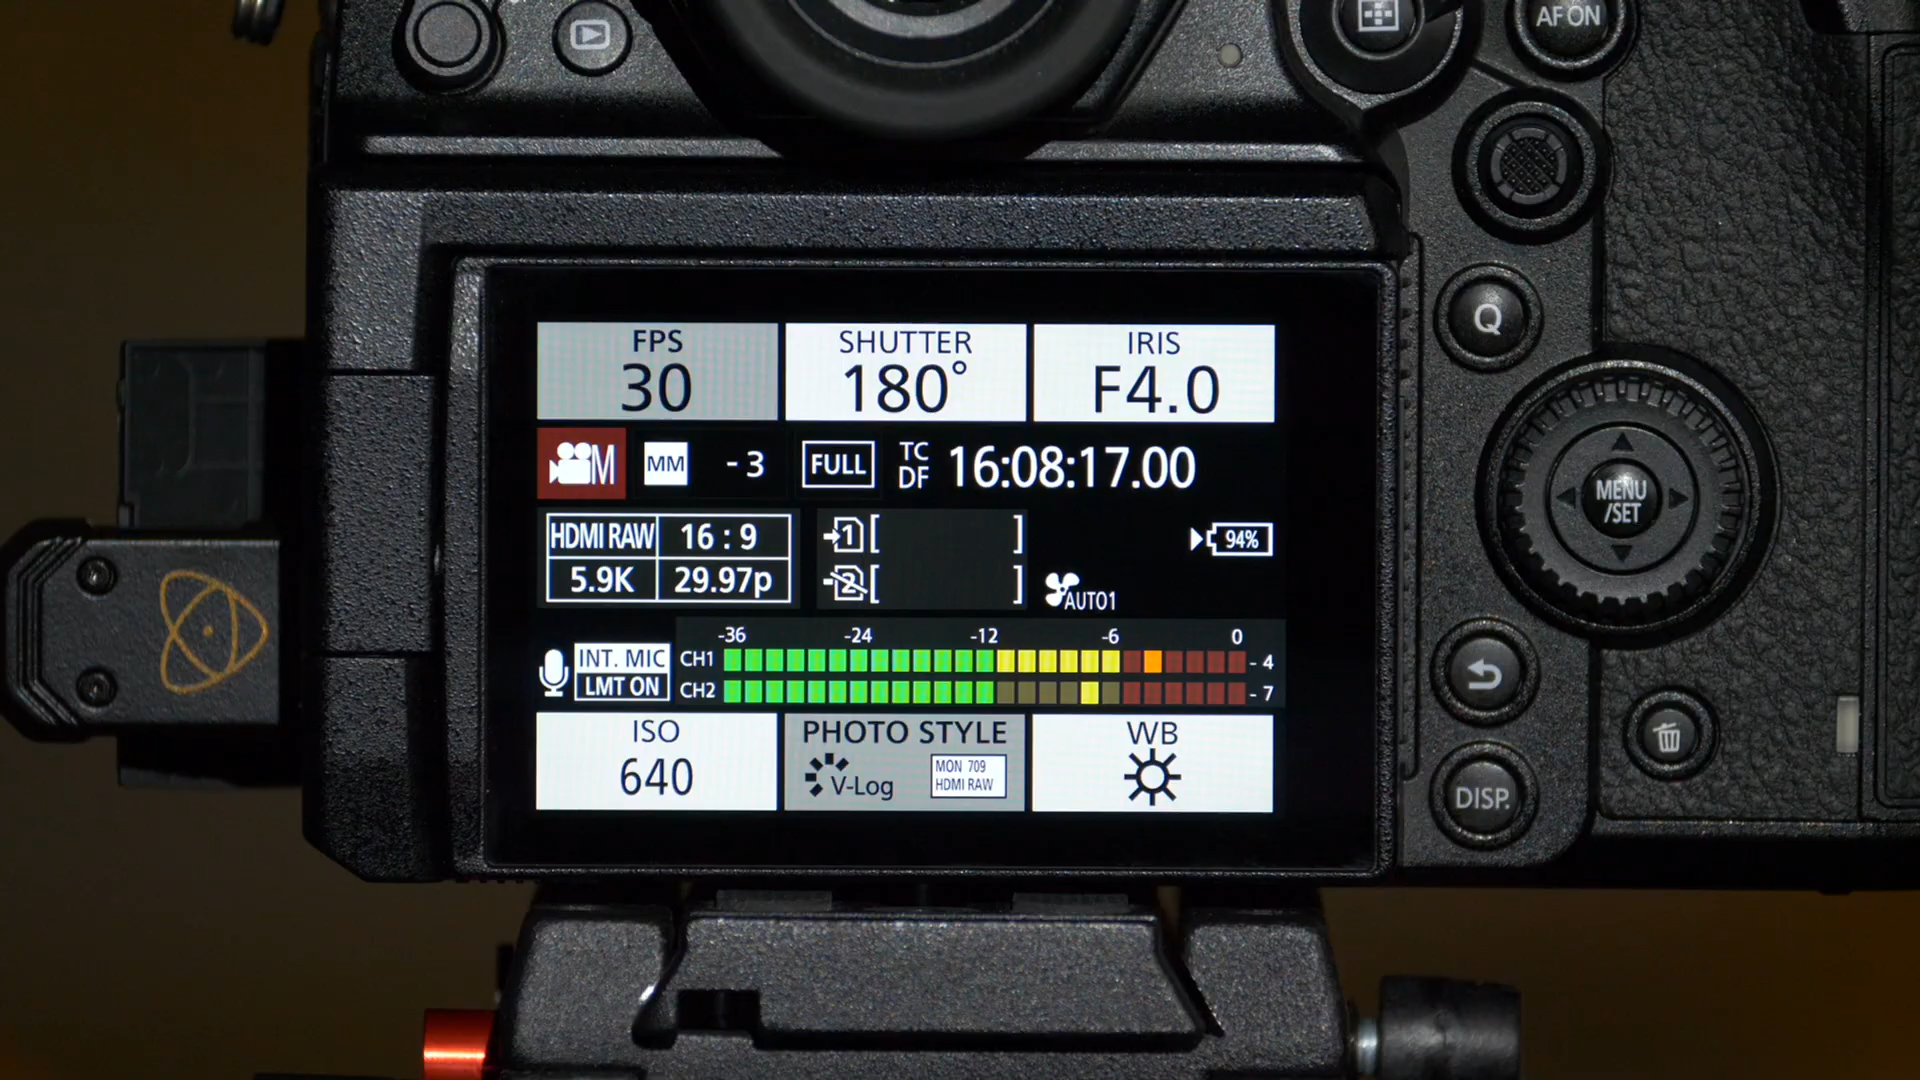 AF ON
Q
MENU
/SET
DISP.
FPS SHUTTER IRIS
30 180° F4.0
M MM -3 FULL TC DF 16:08:17.00
HDMI RAW 16:9
5.9K 29.97p
1 [ ] 94%
2 [ ] AUTO1
-36 -24 -12 -6 0
INT. MIC CH1 -4
LMT ON CH2 -7
ISO PHOTO STYLE WB
640 V-Log MON 709
HDMI RAW